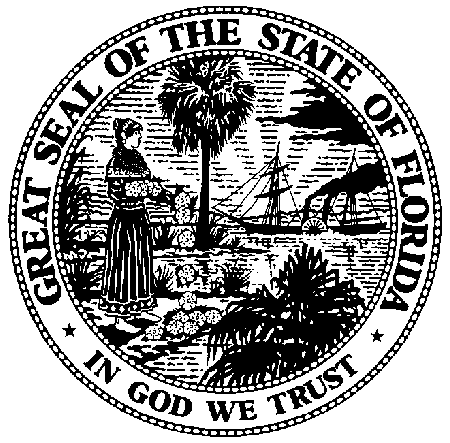 GREAT SEAL OF THE STATE OF FLORIDA
IN GOD WE TRUST